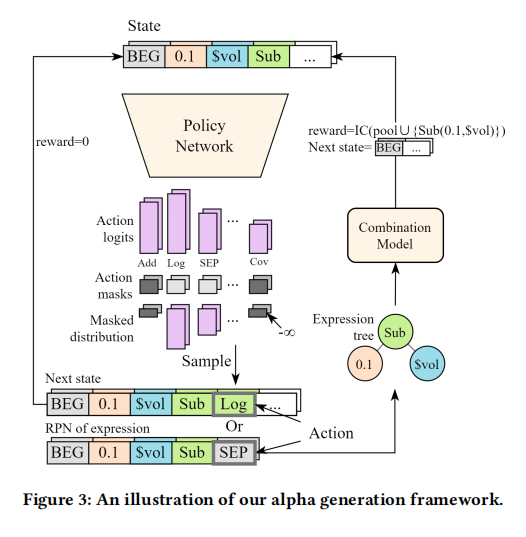 State
BEG 0.1 $vol Sub ...
reward=0
Policy
Network
reward=IC(pool∪{Sub(0.1,$vol)})
Next state= BEG ...
Action
logits
...
Add Log SEP Cov
Action
masks
...
Masked
distribution
...
-∞
Combination
Model
Expression
tree
Sub
0.1
$vol
Sample
Next state
BEG 0.1 $vol Sub Log ...
Or
Action
RPN of expression
BEG 0.1 $vol Sub SEP
Figure 3: An illustration of our alpha generation framework.